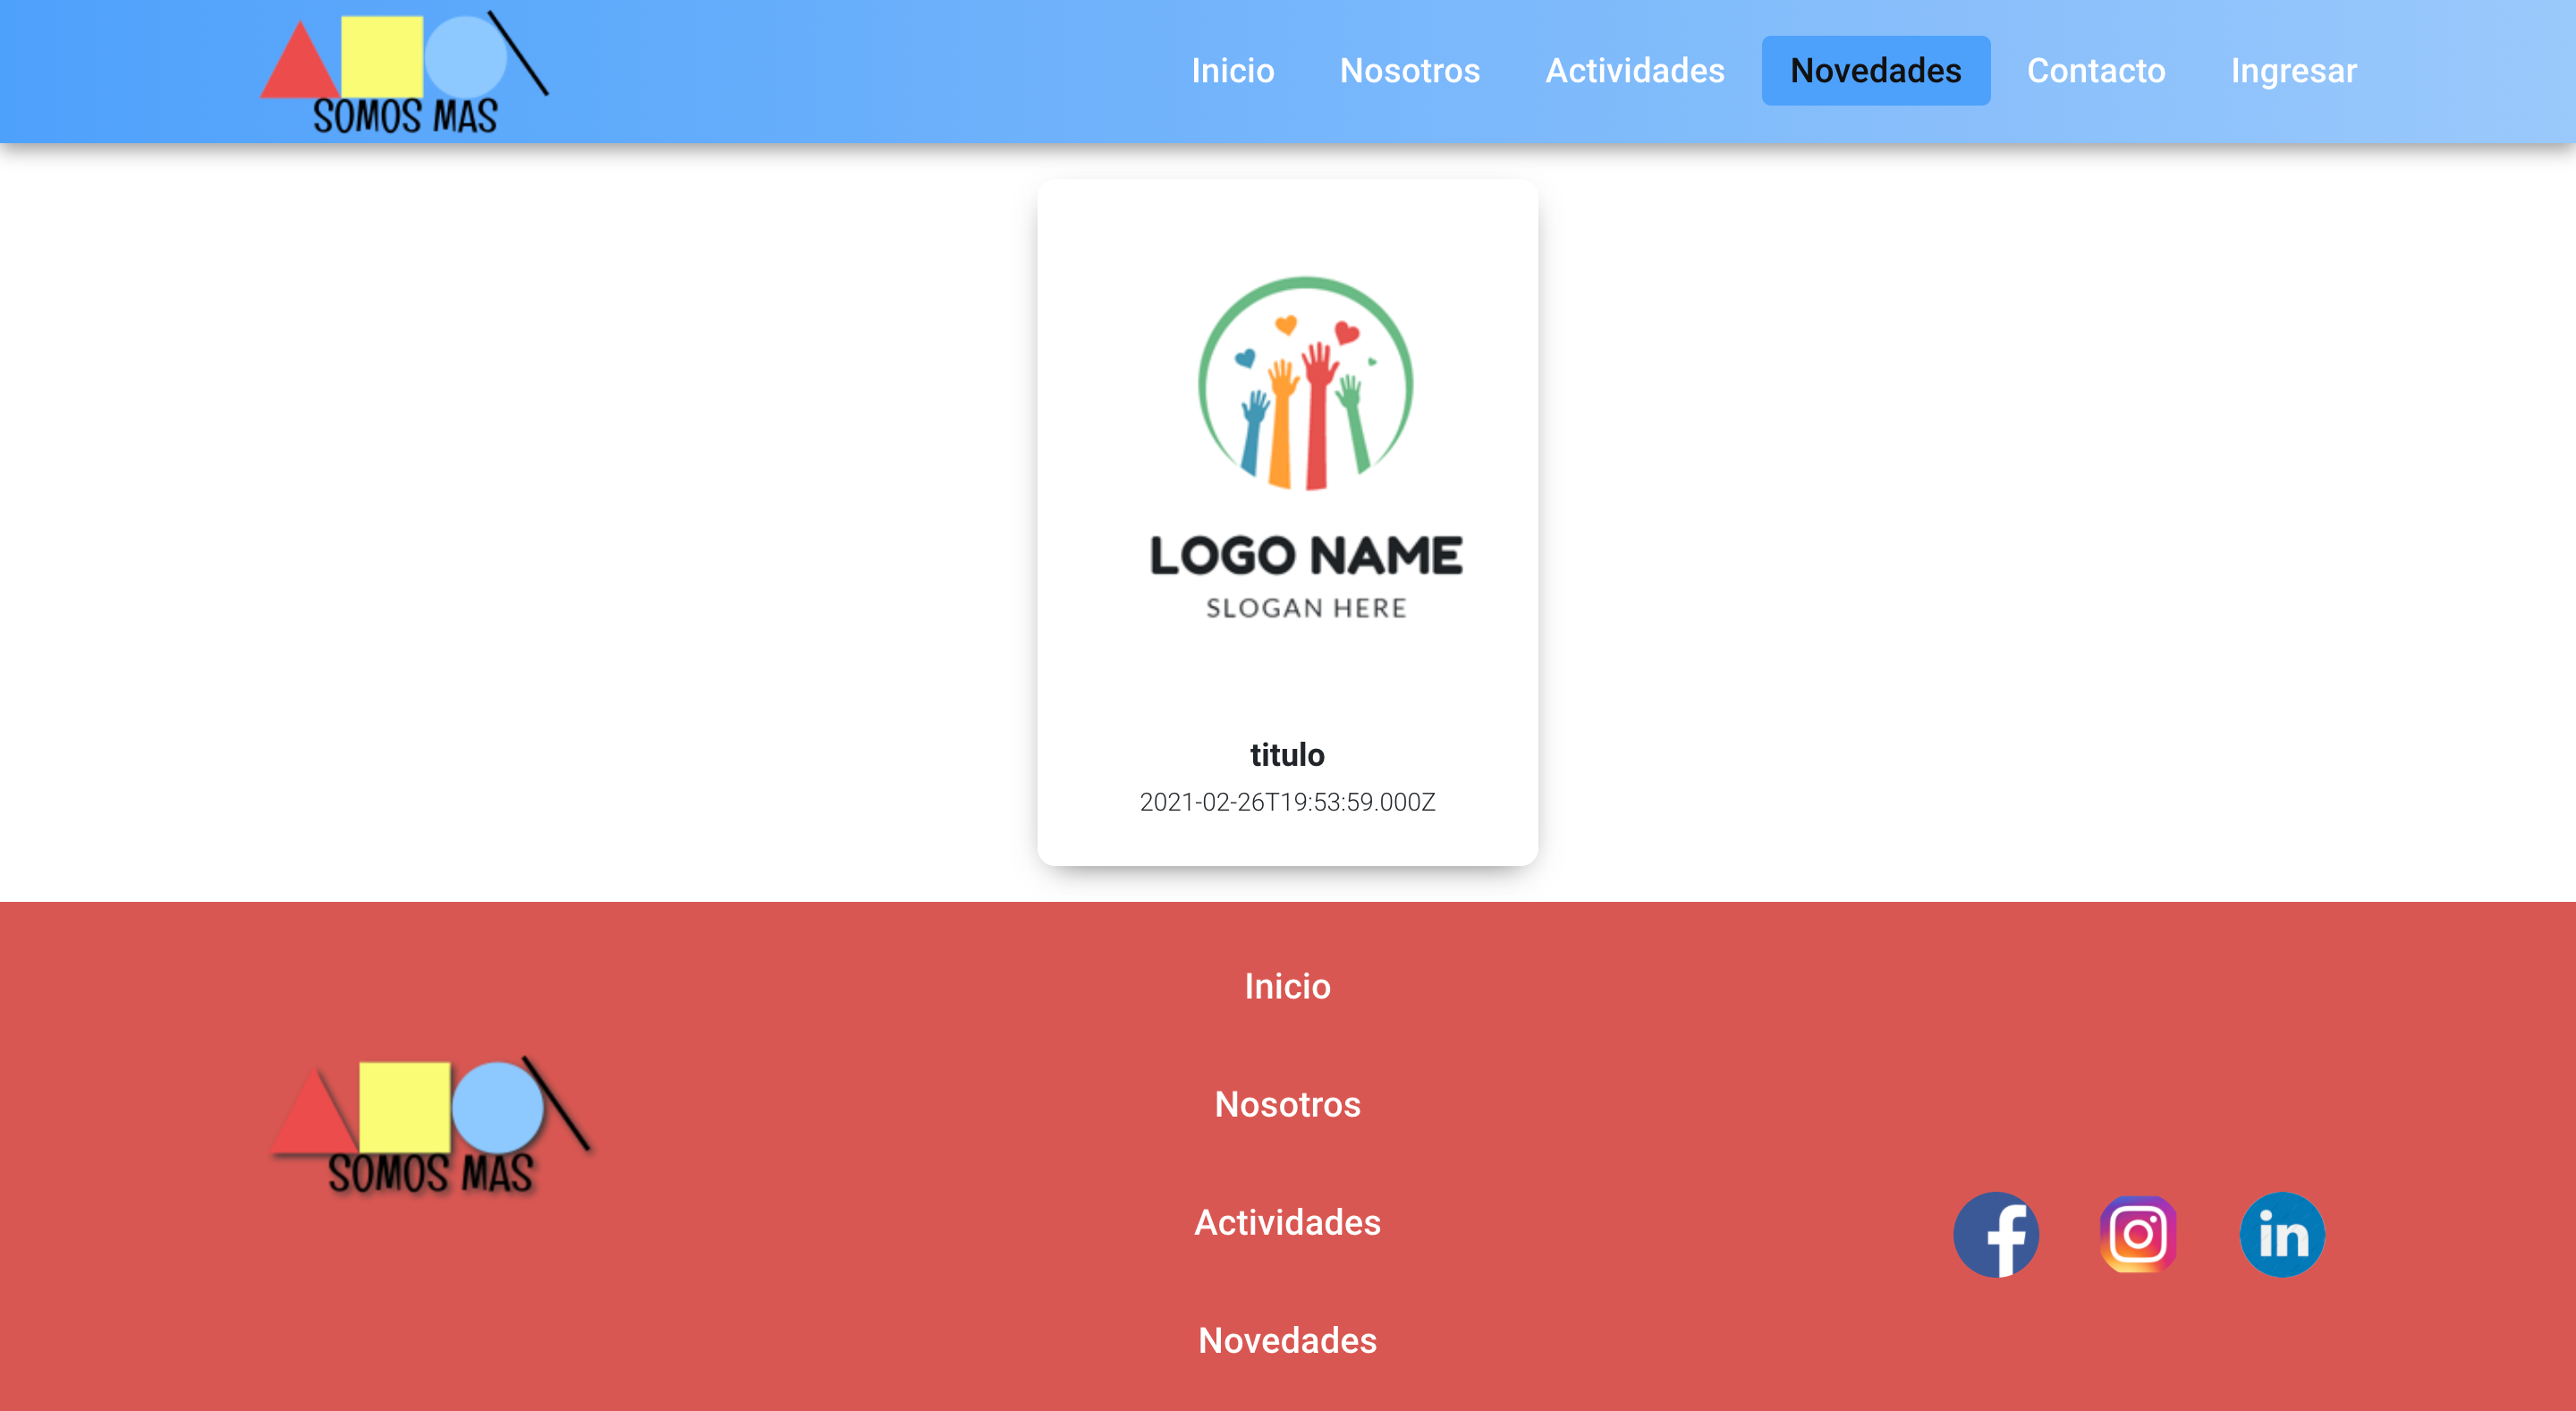 SOMOS MAS
Inicio
Nosotros
Actividades
Novedades
Contacto
Ingresar
LOGO NAME
SLOGAN HERE
titulo
2021-02-26T19:53:59.000Z
SOMOS MAS
Inicio
Nosotros
Actividades
Novedades
f
in